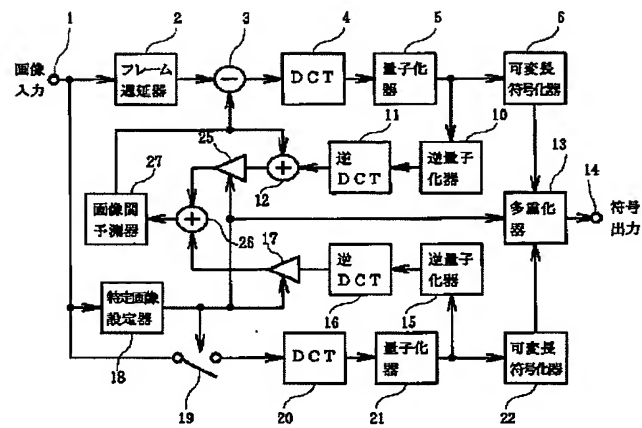 1
2
3
4
5
6
画像
入力
フレーム
遅延器
−
DCT
量子化
器
可変長
符号化器
25
11
10
27
逆
DCT
逆量子
化器
13
14
+
12
画像間
予測器
+
26
多重化
器
符号
出力
17
特定画像
設定器
逆
DCT
逆量子
化器
18
16
15
19
DCT
量子化
器
可変長
符号化器
20
21
22